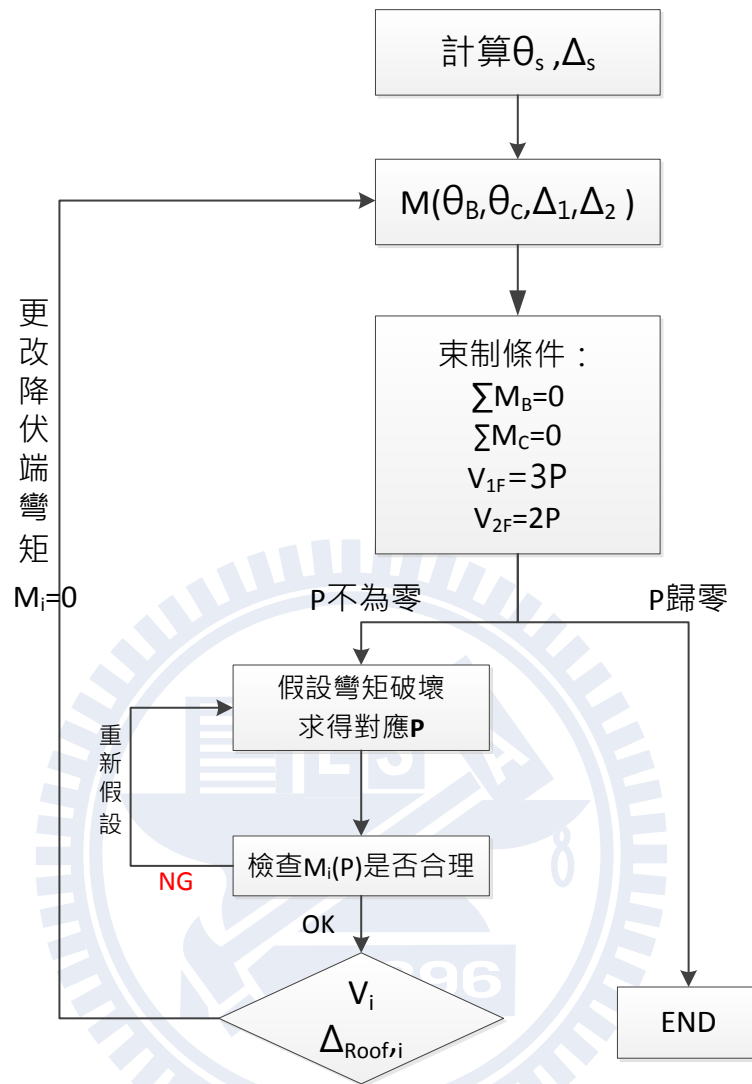 計算θs ,Δs
M(θB,θC,Δ1,Δ2 )
更改降伏端彎矩
Mi=0
束制條件：
∑MB=0
∑MC=0
V1F＝3P
V2F=2P
P不為零
P歸零
假設彎矩破壞
求得對應P
重新假設
檢查Mi(P)是否合理
NG
OK
Vi
ΔRoof,i
END
E S A
1896